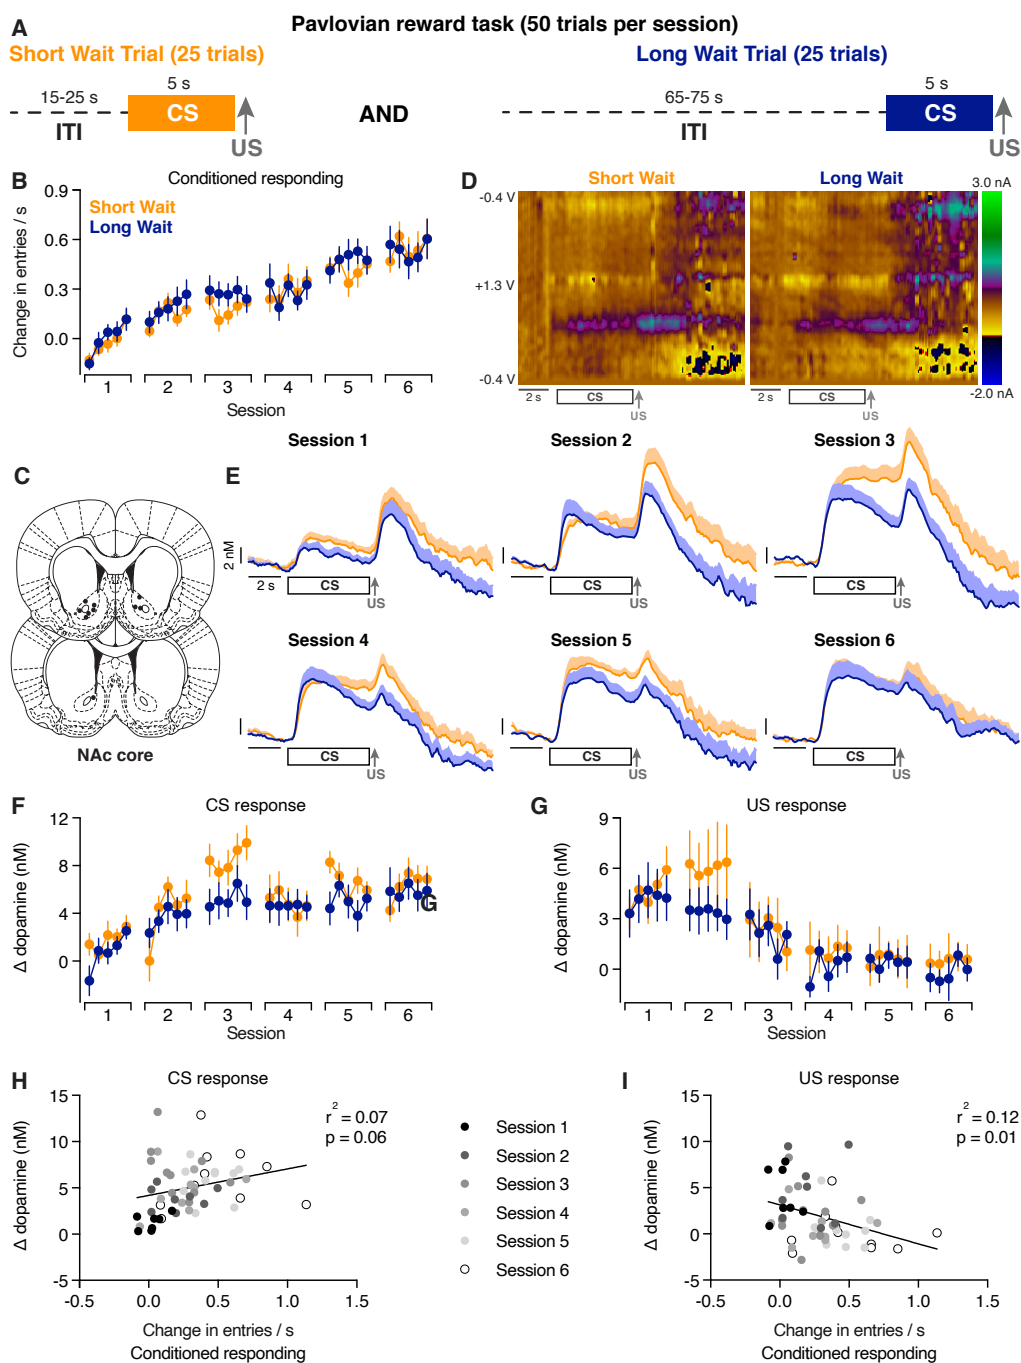 A
Pavlovian reward task (50 trials per session)
Short Wait Trial (25 trials)
Long Wait Trial (25 trials)
15-25 s
5 s
CS
ITI
US
AND
65-75 s
5 s
CS
ITI
US
B
Conditioned responding
Short Wait
Long Wait
Change in entries / s
0.9
0.6
0.3
0.0
1 2 3 4 5 6
Session
D
Short Wait
Long Wait
-0.4 V
+1.3 V
-0.4 V
3.0 nA
-2.0 nA
2 s
CS
US
2 s
CS
US
C
NAc core
E
Session 1
Session 2
Session 3
2 nM
2 s
CS
US
CS
US
CS
US
Session 4
Session 5
Session 6
CS
US
CS
US
CS
US
F
CS response
Δ dopamine (nM)
12
8
4
0
1 2 3 4 5 6
Session
G
G
US response
Δ dopamine (nM)
9
6
3
0
1 2 3 4 5 6
Session
H
CS response
r² = 0.07
p = 0.06
Δ dopamine (nM)
15
10
5
0
-5
-0.5 0.0 0.5 1.0 1.5
Change in entries / s
Conditioned responding
Session 1
Session 2
Session 3
Session 4
Session 5
Session 6
I
US response
r² = 0.12
p = 0.01
Δ dopamine (nM)
15
10
5
0
-5
-0.5 0.0 0.5 1.0 1.5
Change in entries / s
Conditioned responding